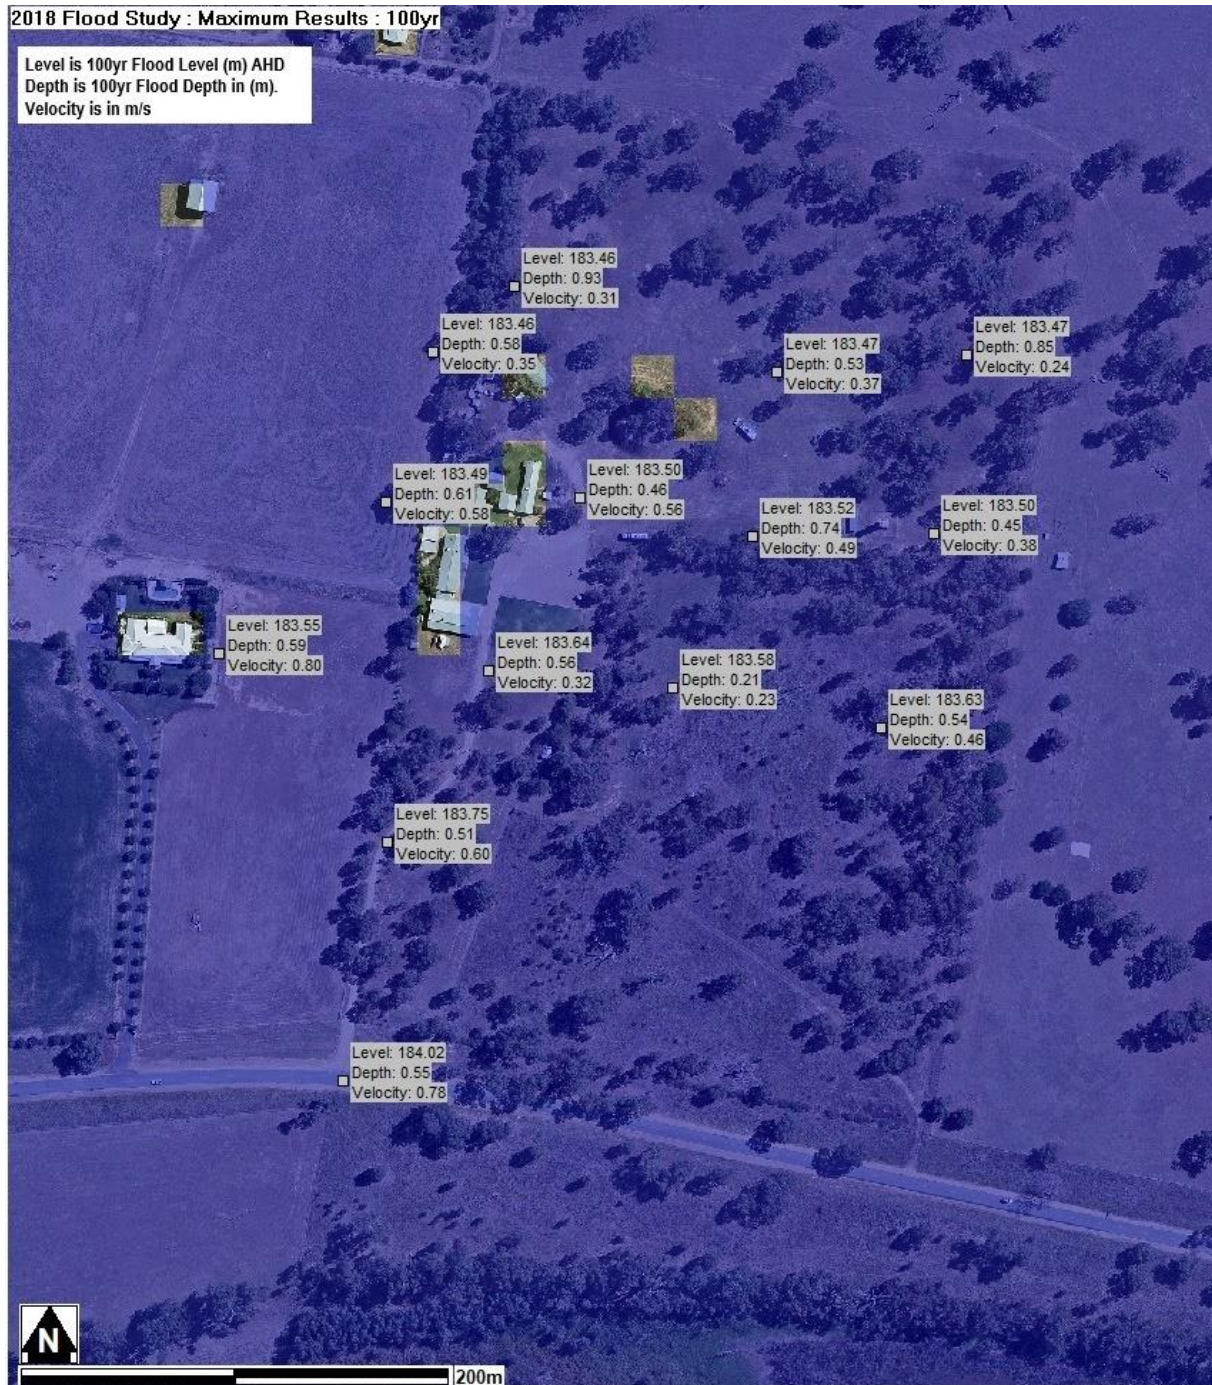 2018 Flood Study : Maximum Results : 100yr
Level is 100yr Flood Level (m) AHD
Depth is 100yr Flood Depth in (m).
Velocity is in m/s
Level: 183.46
Depth: 0.93
Velocity: 0.31
Level: 183.46
Depth: 0.58
Velocity: 0.35
Level: 183.47
Depth: 0.53
Velocity: 0.37
Level: 183.47
Depth: 0.85
Velocity: 0.24
Level: 183.49
Depth: 0.61
Velocity: 0.58
Level: 183.50
Depth: 0.46
Velocity: 0.56
Level: 183.52
Depth: 0.74
Velocity: 0.49
Level: 183.50
Depth: 0.45
Velocity: 0.38
Level: 183.55
Depth: 0.59
Velocity: 0.80
Level: 183.64
Depth: 0.56
Velocity: 0.32
Level: 183.58
Depth: 0.21
Velocity: 0.23
Level: 183.63
Depth: 0.54
Velocity: 0.46
Level: 183.75
Depth: 0.51
Velocity: 0.60
Level: 184.02
Depth: 0.55
Velocity: 0.78
N
200m